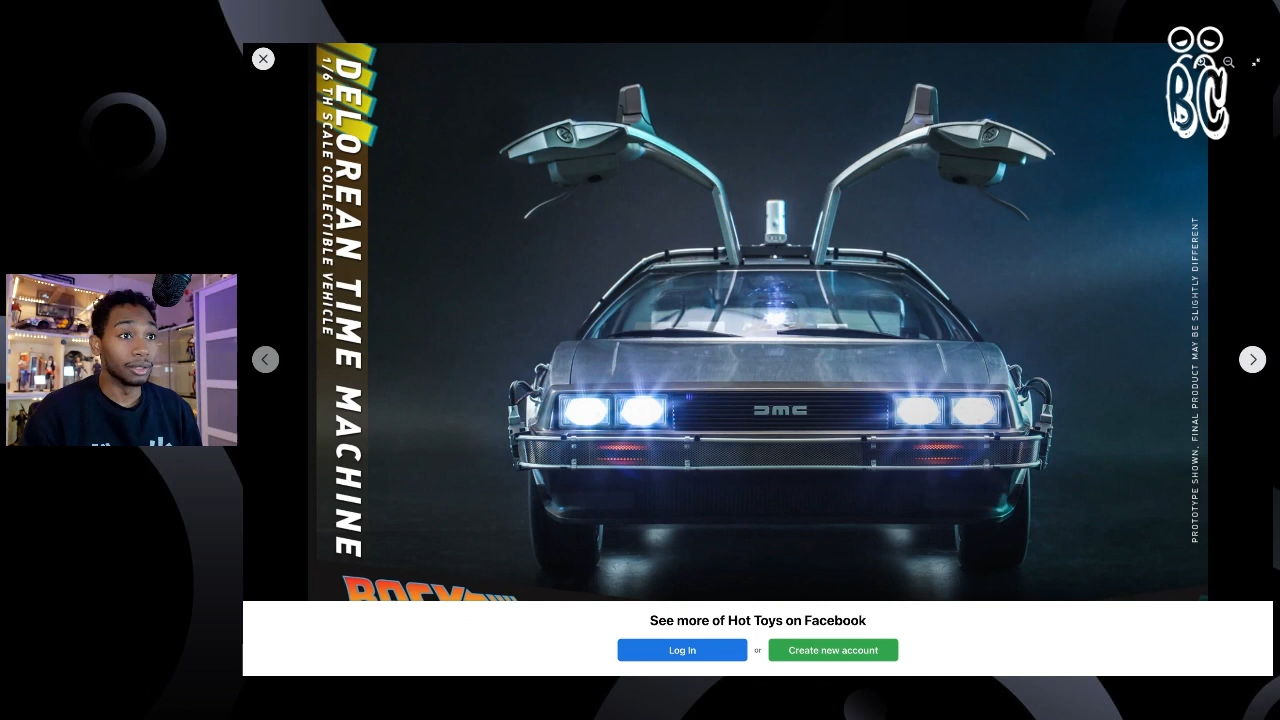 BC
DELOREAN TIME MACHINE
1/6 TH SCALE COLLECTIBLE VEHICLE
DMC
PROTOTYPE SHOWN, FINAL PRODUCT MAY BE SLIGHTLY DIFFERENT
See more of Hot Toys on Facebook
Log In
or
Create new account